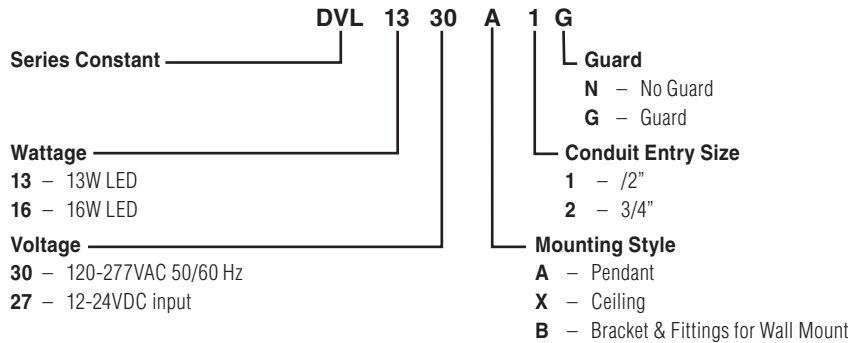 DVL 13 30 A 1 G
Series Constant
Guard
N – No Guard
G – Guard
Wattage
13 – 13W LED
16 – 16W LED
Conduit Entry Size
1 – /2”
2 – 3/4”
Voltage
30 – 120-277VAC 50/60 Hz
27 – 12-24VDC input
Mounting Style
A – Pendant
X – Ceiling
B – Bracket & Fittings for Wall Mount